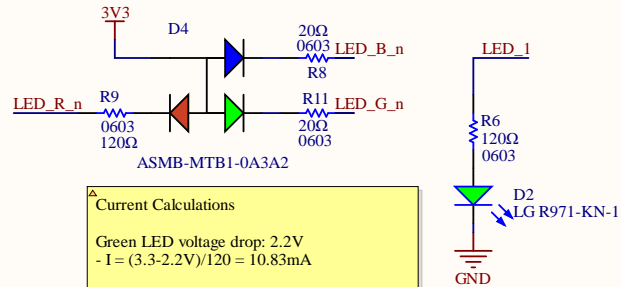 3V3
D4
20Ω
0603
LED_B_n
R8
LED_1
LED_R_n
R9
0603
120Ω
R11
20Ω
0603
LED_G_n
R6
120Ω
0603
ASMB-MTB1-0A3A2
D2
LG R971-KN-1
GND
Current Calculations
Green LED voltage drop: 2.2V
- I = (3.3-2.2V)/120 = 10.83mA